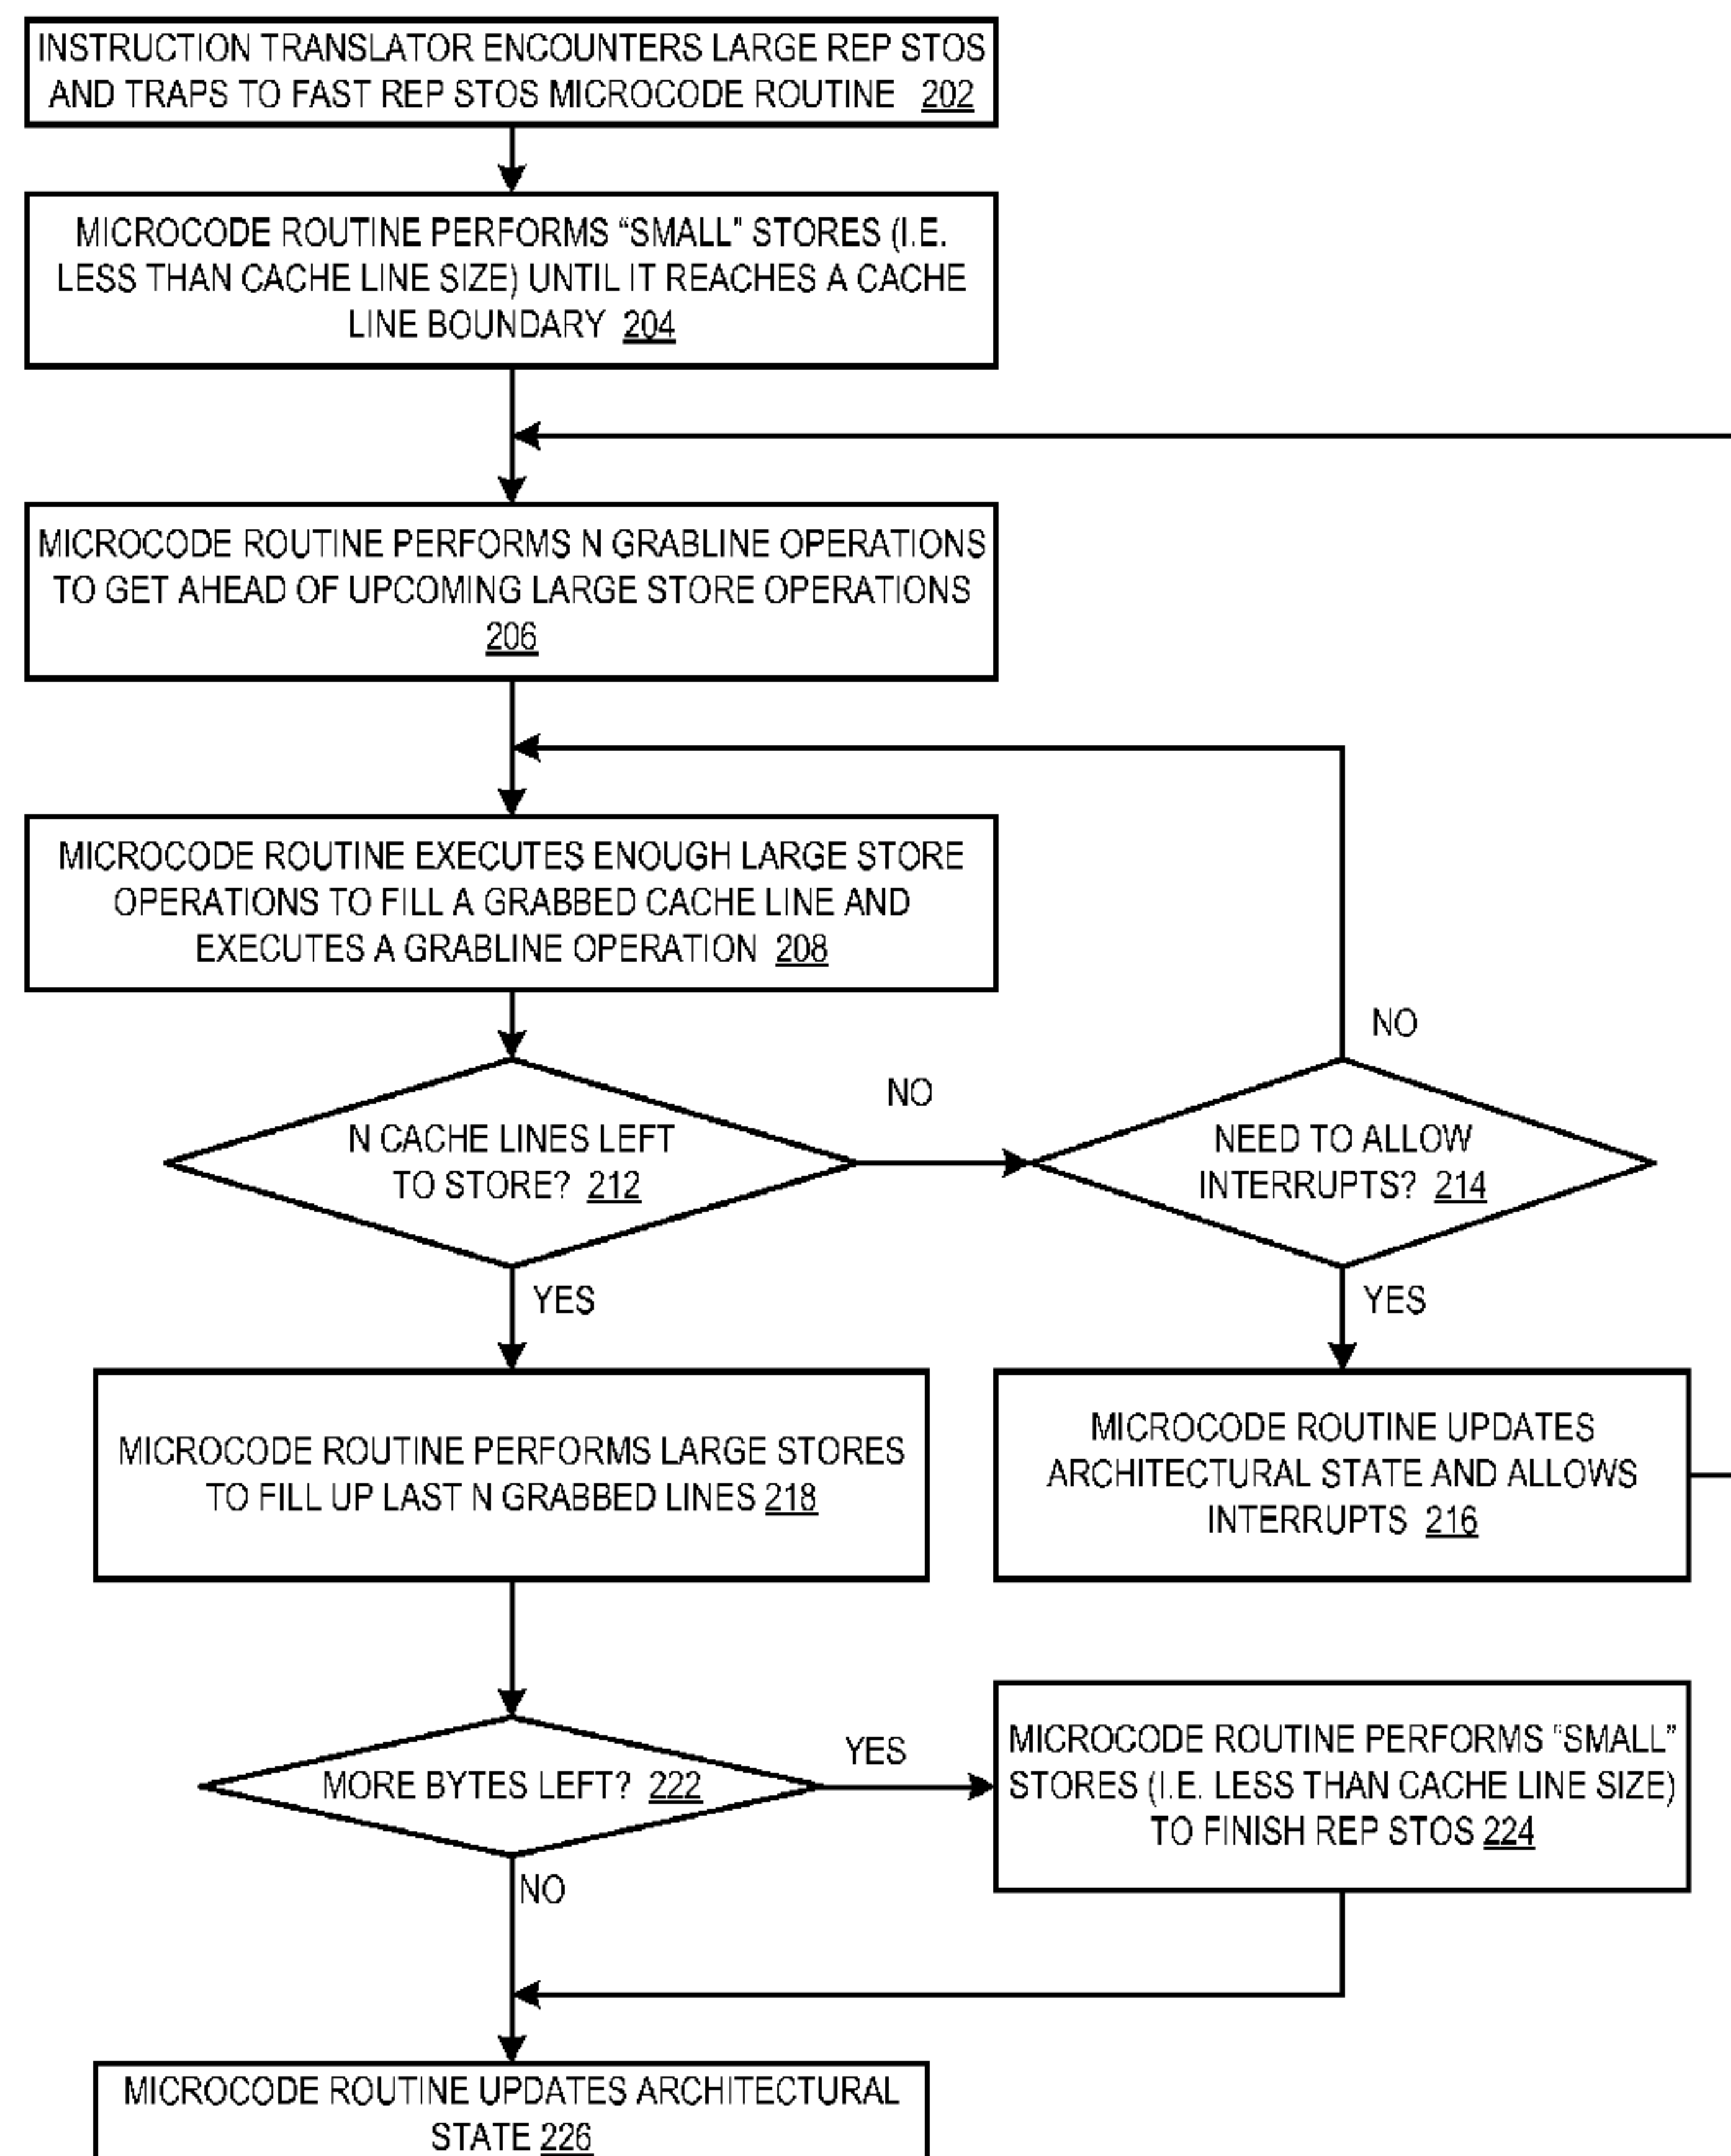 INSTRUCTION TRANSLATOR ENCOUNTERS LARGE REP STOS
AND TRAPS TO FAST REP STOS MICROCODE ROUTINE 202
MICROCODE ROUTINE PERFORMS “SMALL” STORES (I.E.
LESS THAN CACHE LINE SIZE) UNTIL IT REACHES A CACHE
LINE BOUNDARY 204
MICROCODE ROUTINE PERFORMS N GRABLINE OPERATIONS
TO GET AHEAD OF UPCOMING LARGE STORE OPERATIONS
206
MICROCODE ROUTINE EXECUTES ENOUGH LARGE STORE
OPERATIONS TO FILL A GRABBED CACHE LINE AND
EXECUTES A GRABLINE OPERATION 208
NO
NO
N CACHE LINES LEFT
TO STORE? 212
NEED TO ALLOW
INTERRUPTS? 214
YES
YES
MICROCODE ROUTINE PERFORMS LARGE STORES
TO FILL UP LAST N GRABBED LINES 218
MICROCODE ROUTINE UPDATES
ARCHITECTURAL STATE AND ALLOWS
INTERRUPTS 216
MORE BYTES LEFT? 222
YES
MICROCODE ROUTINE PERFORMS “SMALL”
STORES (I.E. LESS THAN CACHE LINE SIZE)
TO FINISH REP STOS 224
NO
MICROCODE ROUTINE UPDATES ARCHITECTURAL
STATE 226